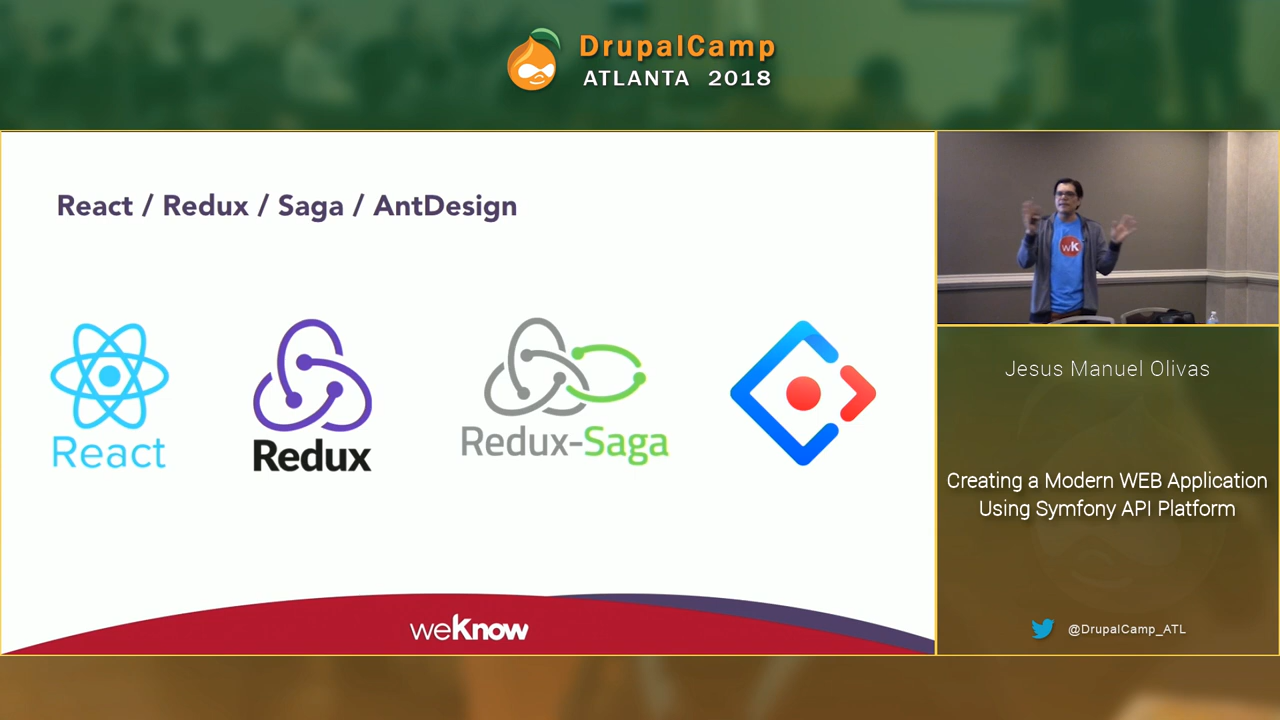 DrupalCamp
ATLANTA 2018
React / Redux / Saga / AntDesign
React
Redux
Redux-Saga
weKnow
wk
Jesus Manuel Olivas
Creating a Modern WEB Application
Using Symfony API Platform
@DrupalCamp_ATL